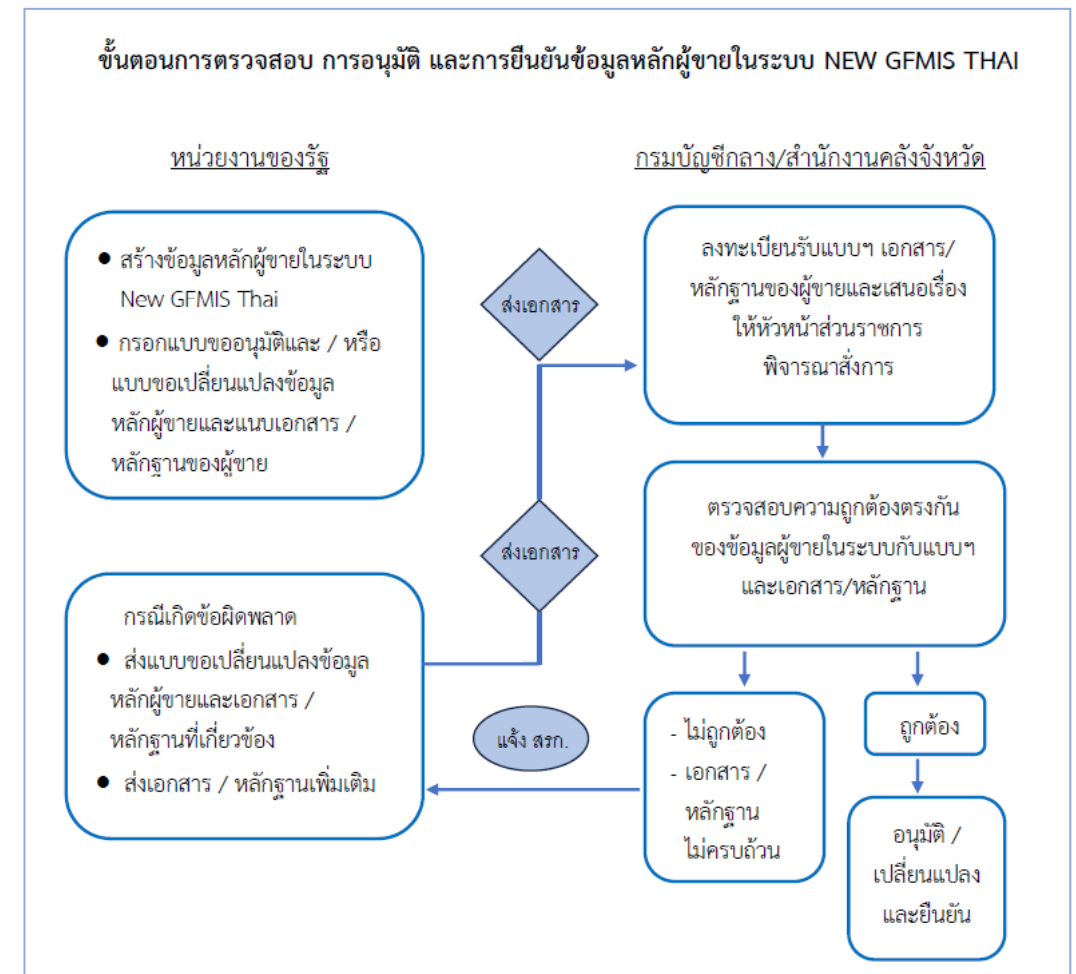 ขั้นตอนการตรวจสอบ การอนุมัติ และการยืนยันข้อมูลหลักผู้ขายในระบบ NEW GFMIS THAI
หน่วยงานของรัฐ
กรมบัญชีกลาง/สำนักงานคลังจังหวัด
● สร้างข้อมูลหลักผู้ขายในระบบ
New GFMIS Thai
● กรอกแบบขออนุมัติและ / หรือ
แบบขอเปลี่ยนแปลงข้อมูล
หลักผู้ขายและแนบเอกสาร /
หลักฐานของผู้ขาย
ส่งเอกสาร
ลงทะเบียนรับแบบฯ เอกสาร/
หลักฐานของผู้ขายและเสนอเรื่อง
ให้หัวหน้าส่วนราชการ
พิจารณาสั่งการ
ส่งเอกสาร
ตรวจสอบความถูกต้องตรงกัน
ของข้อมูลผู้ขายในระบบกับแบบฯ
และเอกสาร/หลักฐาน
กรณีเกิดข้อผิดพลาด
● ส่งแบบขอเปลี่ยนแปลงข้อมูล
หลักผู้ขายและเอกสาร /
หลักฐานที่เกี่ยวข้อง
● ส่งเอกสาร / หลักฐานเพิ่มเติม
แจ้ง สรก.
- ไม่ถูกต้อง
- เอกสาร /
หลักฐาน
ไม่ครบถ้วน
ถูกต้อง
อนุมัติ /
เปลี่ยนแปลง
และยืนยัน